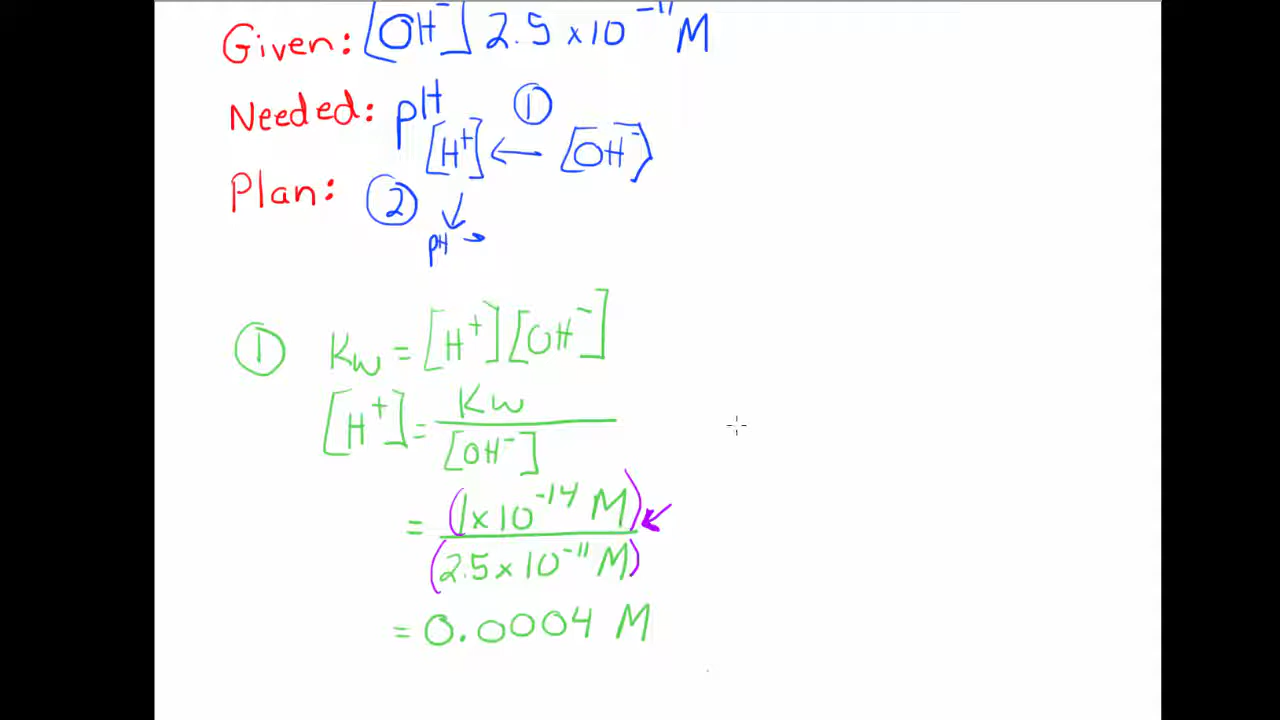 Given: [OH⁻] 2.5 x10⁻¹¹ M
Needed: pH ①
[H⁺] ← [OH⁻]
Plan: ② ↓
pH →
① Kw = [H⁺][OH⁻]
[H⁺] = Kw
[OH⁻]
= (1x10⁻¹⁴ M)
(2.5x10⁻¹¹ M)
= 0.0004 M